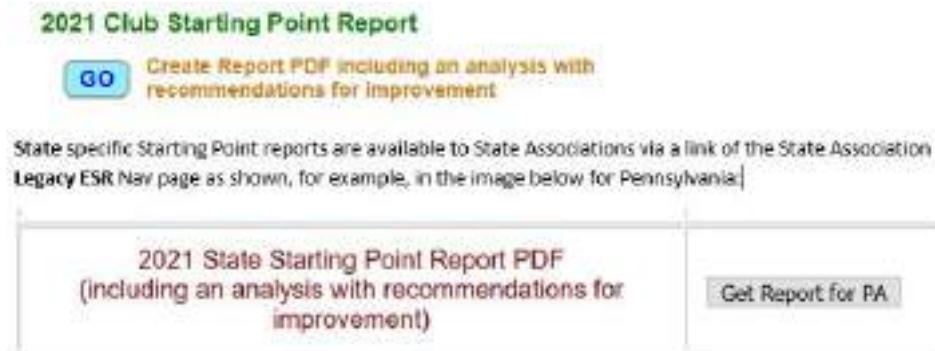 2021 Club Starting Point Report
GO
Create Report PDF including an analysis with
recommendations for improvement
State specific Starting Point reports are available to State Associations via a link of the State Association
Legacy ESR Nav page as shown, for example, in the image below for Pennsylvania:
2021 State Starting Point Report PDF
(including an analysis with recommendations for
improvement)
Get Report for PA